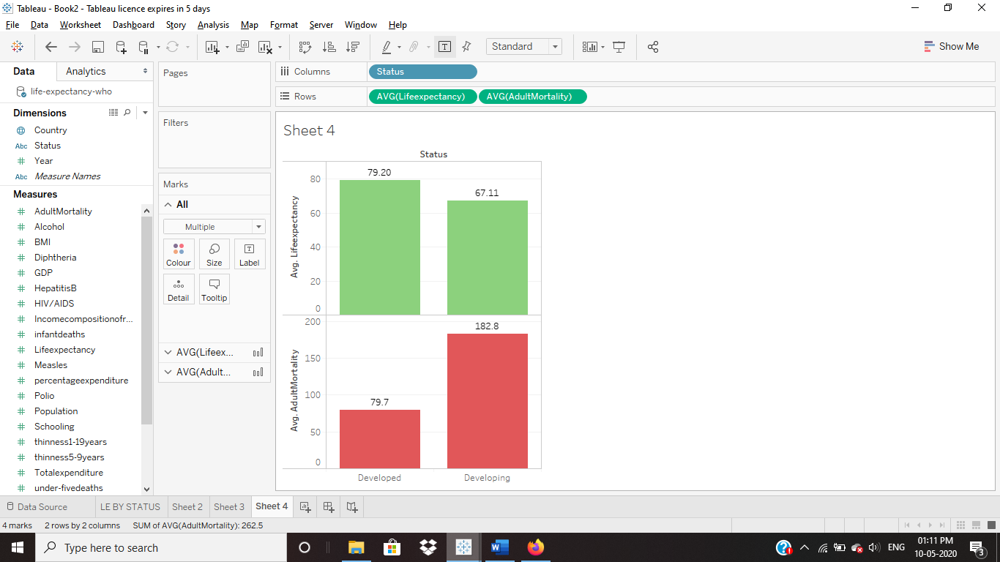 Tableau - Book2 - Tableau licence expires in 5 days
File Data Worksheet Dashboard Story Analysis Map Format Server Window Help
Standard
Show Me
Data Analytics
life-expectancy-who
Dimensions
Country
Abc Status
Year
Abc Measure Names
Measures
AdultMortality
Alcohol
BMI
Diphtheria
GDP
HepatitisB
HIV/AIDS
Incomecompositionofr...
infantdeaths
Lifeexpectancy
Measles
percentageexpenditure
Polio
Population
Schooling
thinness1-19years
thinness5-9years
Totalexpenditure
under-fivedeaths
Pages
Filters
Marks
All
Multiple
Colour Size Label
Detail Tooltip
AVG(Lifeex...
AVG(Adult...
Columns Status
Rows AVG(Lifeexpectancy) AVG(AdultMortality)
Sheet 4
Status
Avg. Lifeexpectancy
80
60
40
20
0
79.20
67.11
Avg. AdultMortality
200
150
100
50
0
79.7
182.8
Developed Developing
Data Source LE BY STATUS Sheet 2 Sheet 3 Sheet 4
4 marks 2 rows by 2 columns SUM of AVG(AdultMortality): 262.5
Type here to search
ENG
01:11 PM
10-05-2020
3